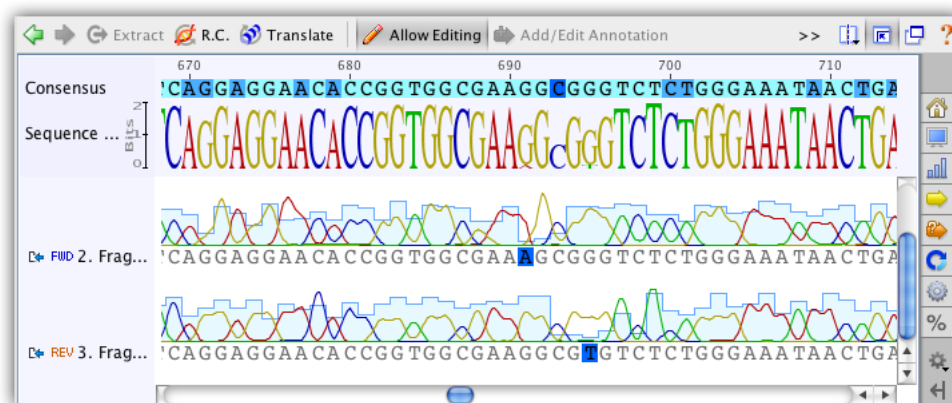 Extract R.C. Translate Allow Editing Add/Edit Annotation >> ?
670 680 690 700 710
Consensus 'CAGGAGGAACACCGGTGGCGAAGGCGGGTCTCTGGGAAATAACTGA
Sequence ... Bits 2 1 0 CAGGAGGAACACCGGTGGCGAAGGCGGGTCTCTGGGAAATAACTGA
FWD 2. Frag... 'CAGGAGGAACACCGGTGGCGAAAGCGGGTCTCTGGGAAATAACTGA
REV 3. Frag... 'CAGGAGGAACACCGGTGGCGAAGGCGTGTCTCTGGGAAATAACTGA
%